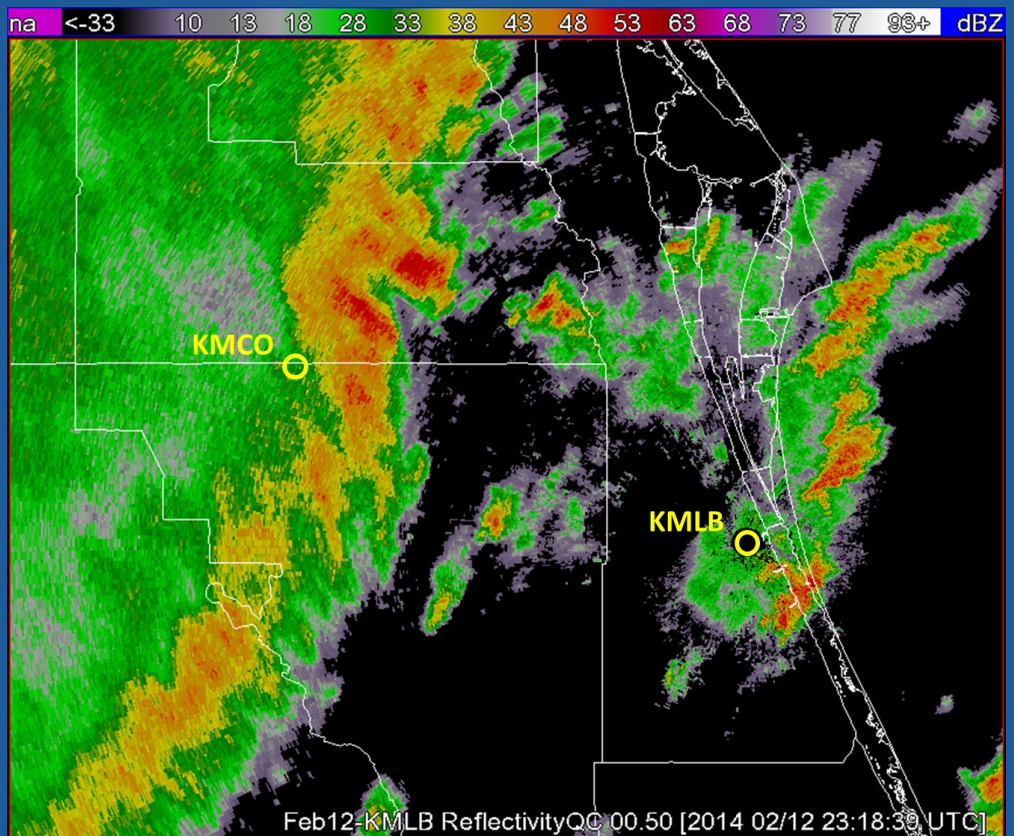 na <-33 10 13 18 28 33 38 43 48 53 63 68 73 77 93+ dBZ
KMCO
KMLB
Feb12-KMLB ReflectivityQC 00.50 [2014 02/12 23:18:39 UTC]